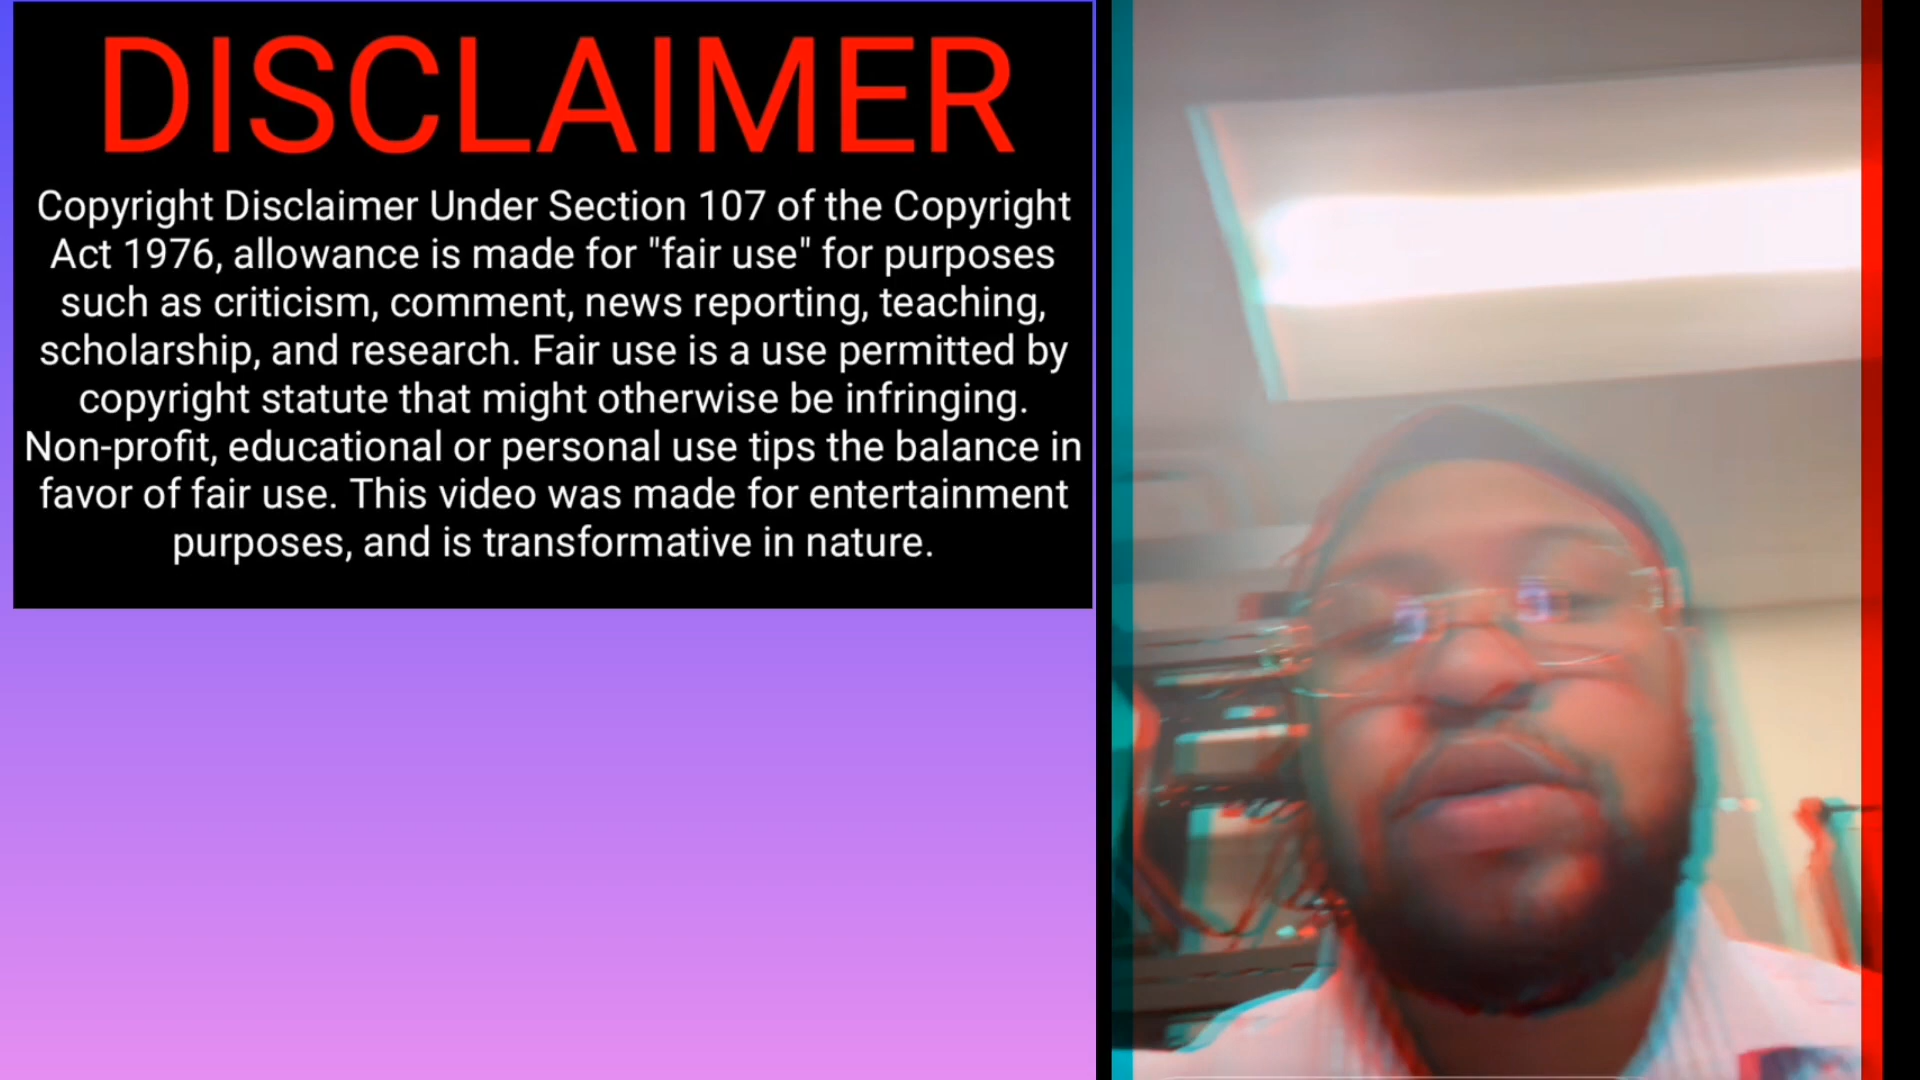 DISCLAIMER
Copyright Disclaimer Under Section 107 of the Copyright
Act 1976, allowance is made for "fair use" for purposes
such as criticism, comment, news reporting, teaching,
scholarship, and research. Fair use is a use permitted by
copyright statute that might otherwise be infringing.
Non-profit, educational or personal use tips the balance in
favor of fair use. This video was made for entertainment
purposes, and is transformative in nature.